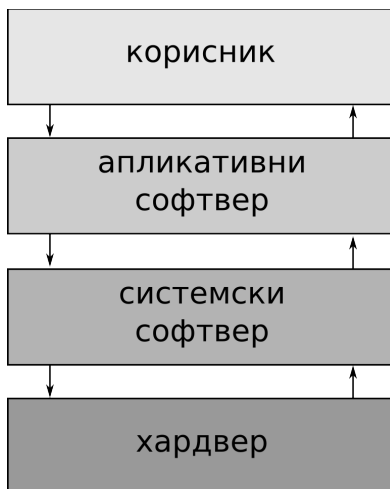 корисник
апликативни
софтвер
системски
софтвер
хардвер